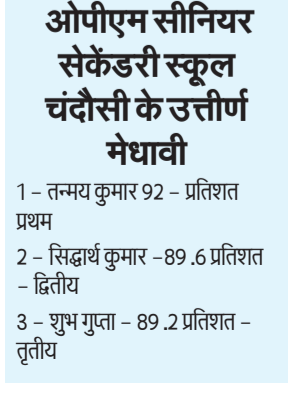 ओपीएम सीनियर
सेकेंडरी स्कूल
चंदौसी के उत्तीर्ण
मेधावी
1 – तन्मय कुमार 92 – प्रतिशत
प्रथम
2 – सिद्धार्थ कुमार –89 .6 प्रतिशत
– द्वितीय
3 – शुभ गुप्ता – 89 .2 प्रतिशत –
तृतीय